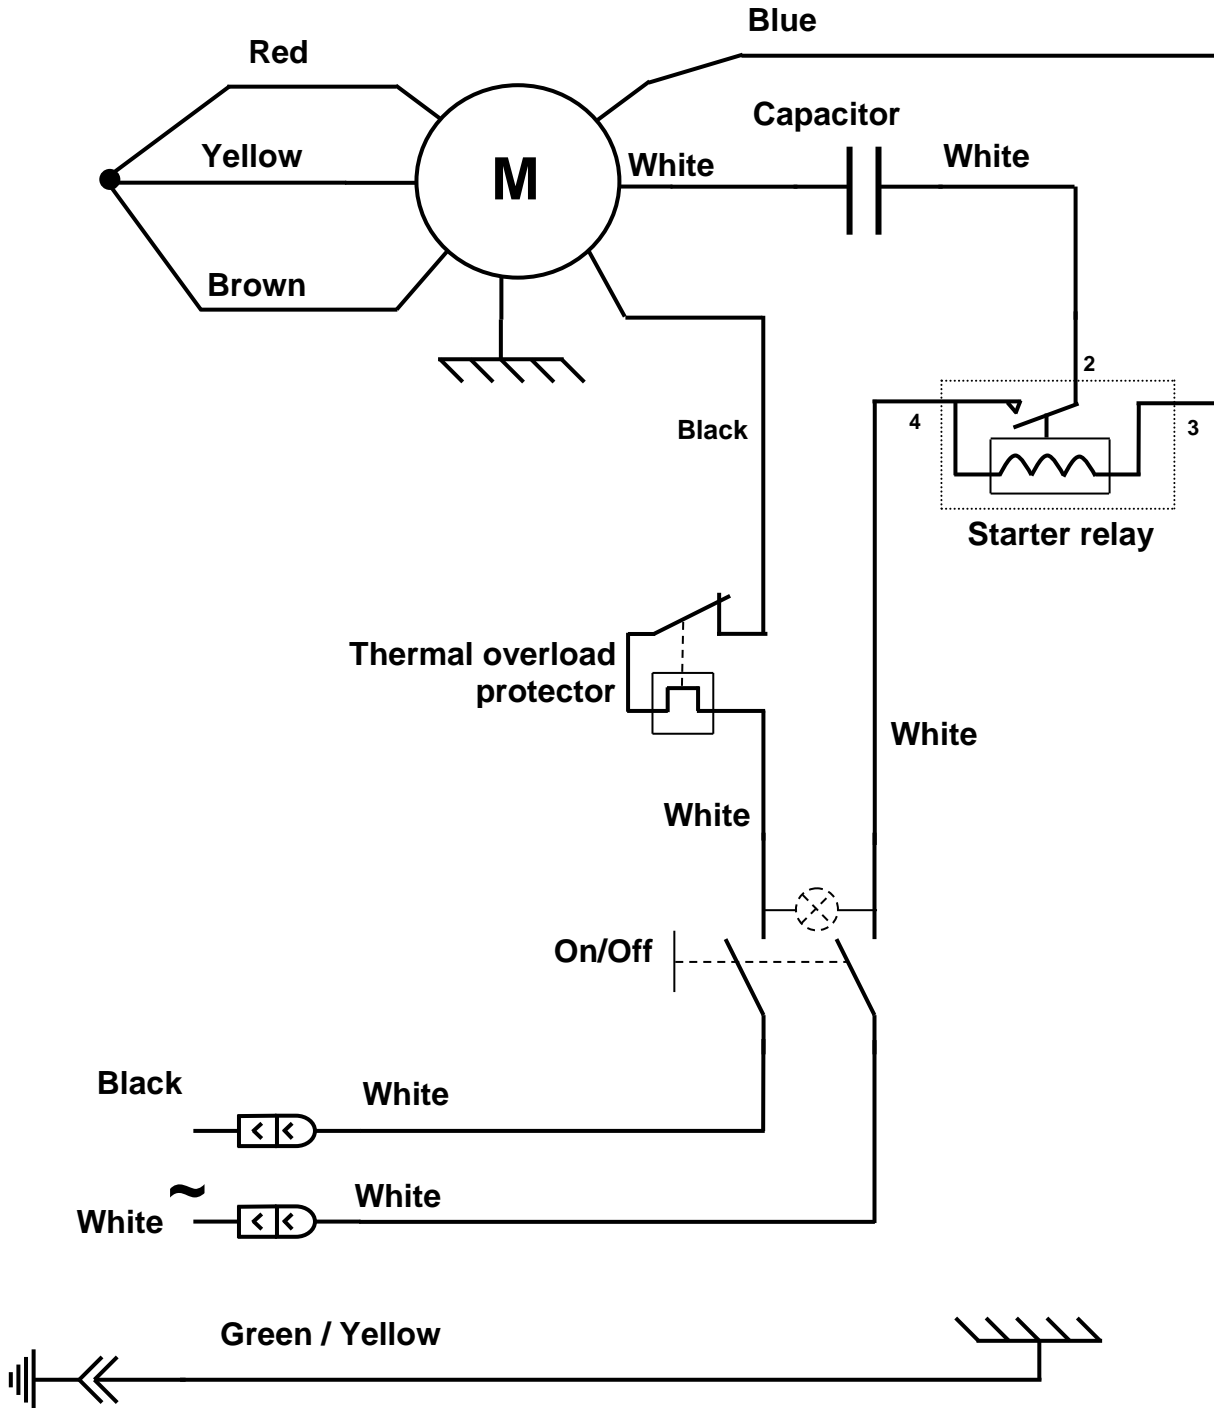 Blue
Red
Capacitor
Yellow
White
White
M
Brown
2
Black
4
3
Starter relay
Thermal overload
protector
White
White
On/Off
Black
White
~
White
White
Green / Yellow